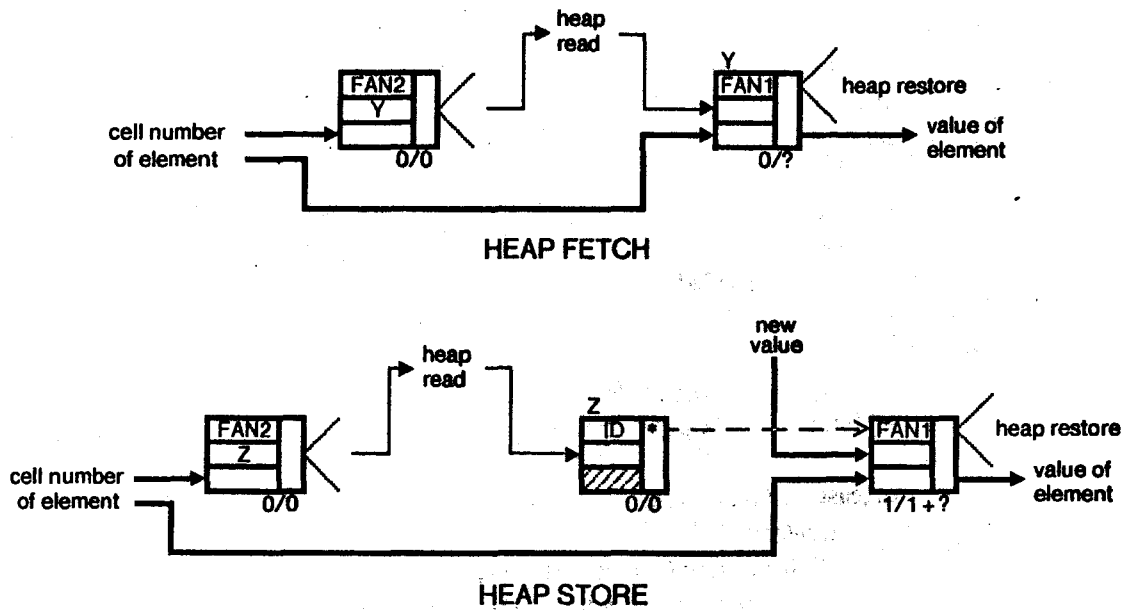 heap
read
Y
FAN2
FAN1
heap restore
Y
cell number
of element
value of
element
0/0
0/?
HEAP FETCH
new
value
heap
read
Z
FAN2
ID *
FAN1
heap restore
Z
cell number
of element
value of
element
0/0
0/0
1/1+?
HEAP STORE